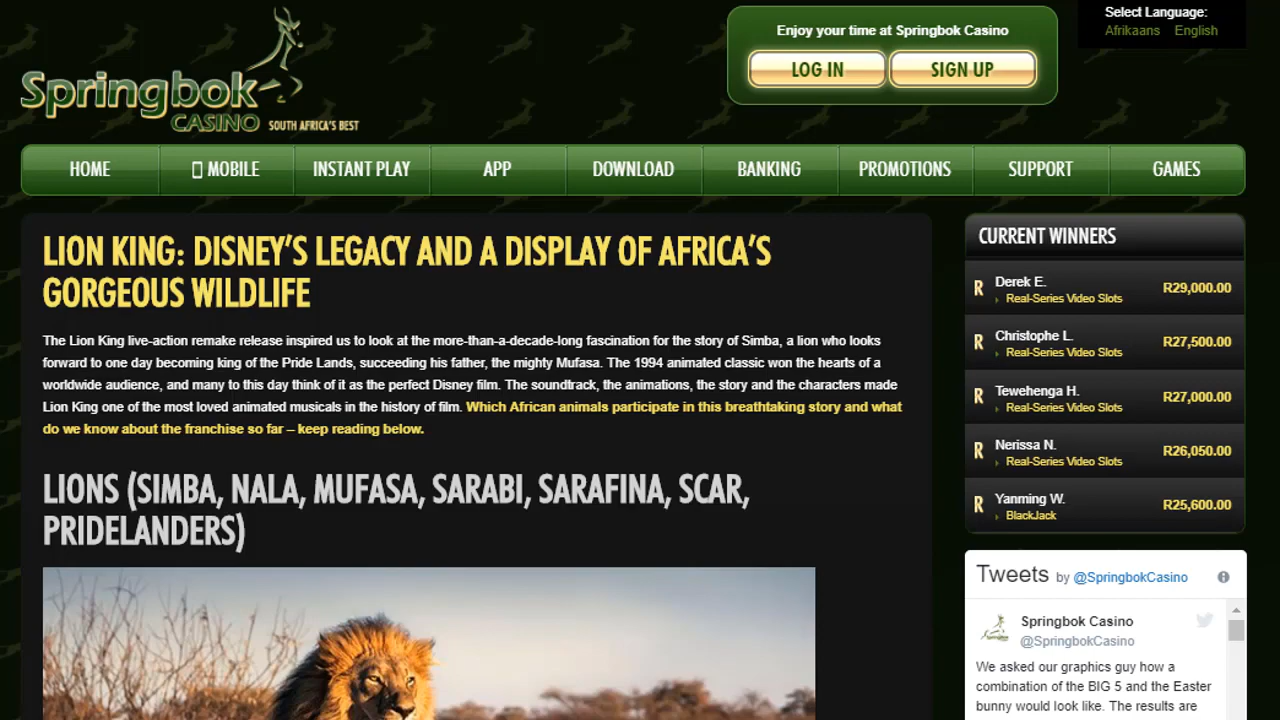 Springbok
CASINO SOUTH AFRICA'S BEST
Enjoy your time at Springbok Casino
LOG IN SIGN UP
Select Language:
Afrikaans English
HOME MOBILE INSTANT PLAY APP DOWNLOAD BANKING PROMOTIONS SUPPORT GAMES
LION KING: DISNEY'S LEGACY AND A DISPLAY OF AFRICA'S
GORGEOUS WILDLIFE
The Lion King live-action remake release inspired us to look at the more-than-a-decade-long fascination for the story of Simba, a lion who looks
forward to one day becoming king of the Pride Lands, succeeding his father, the mighty Mufasa. The 1994 animated classic won the hearts of a
worldwide audience, and many to this day think of it as the perfect Disney film. The soundtrack, the animations, the story and the characters made
Lion King one of the most loved animated musicals in the history of film. Which African animals participate in this breathtaking story and what
do we know about the franchise so far – keep reading below.
LIONS (SIMBA, NALA, MUFASA, SARABI, SARAFINA, SCAR,
PRIDELANDERS)
CURRENT WINNERS
R Derek E. R29,000.00
Real-Series Video Slots
R Christophe L. R27,500.00
Real-Series Video Slots
R Tewehenga H. R27,000.00
Real-Series Video Slots
R Nerissa N. R26,050.00
Real-Series Video Slots
R Yanming W. R25,600.00
BlackJack
Tweets by @SpringbokCasino
Springbok Casino
@SpringbokCasino
We asked our graphics guy how a
combination of the BIG 5 and the Easter
bunny would look like. The results are